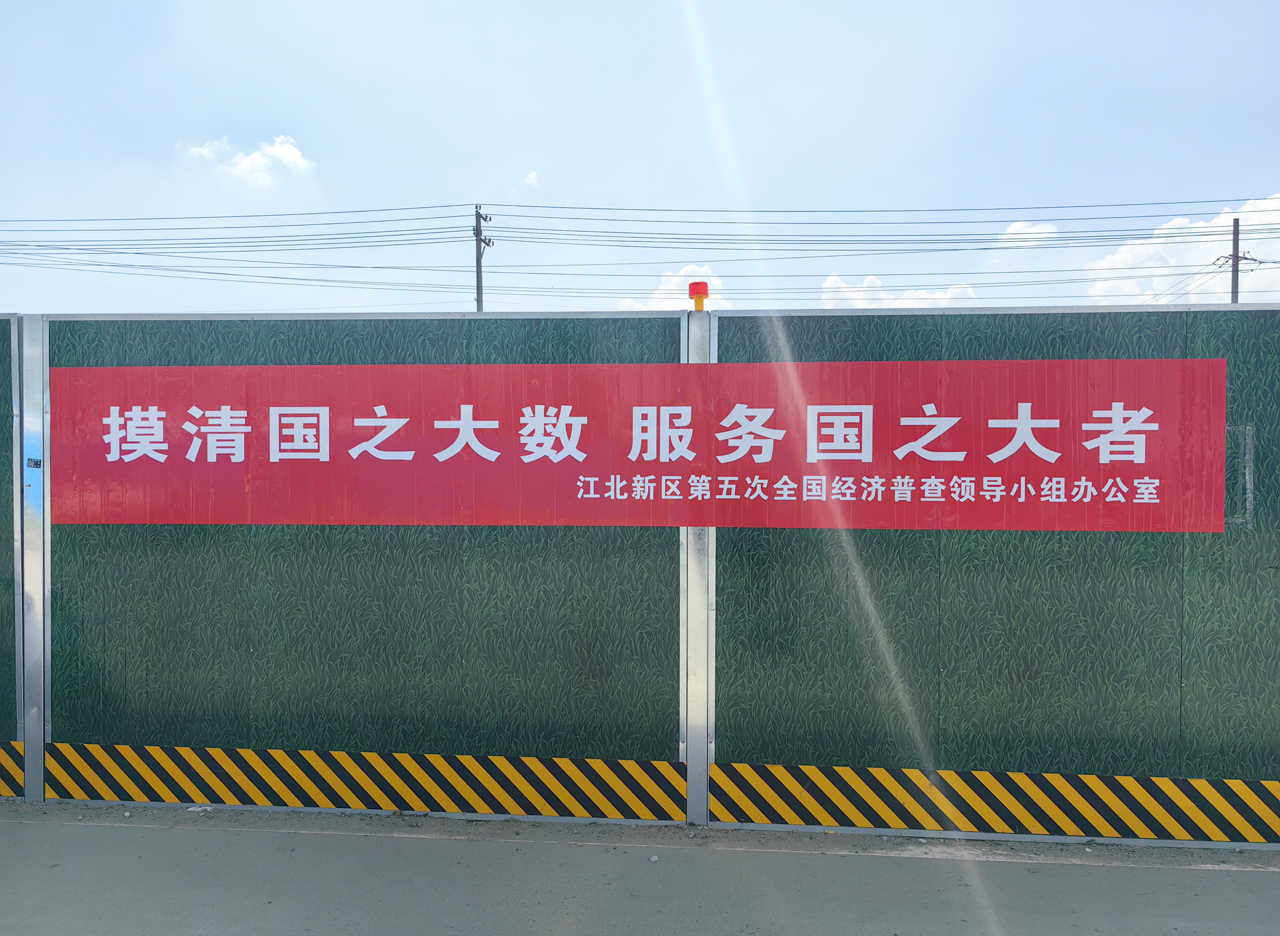 摸清国之大数 服务国之大者
江北新区第五次全国经济普查领导小组办公室